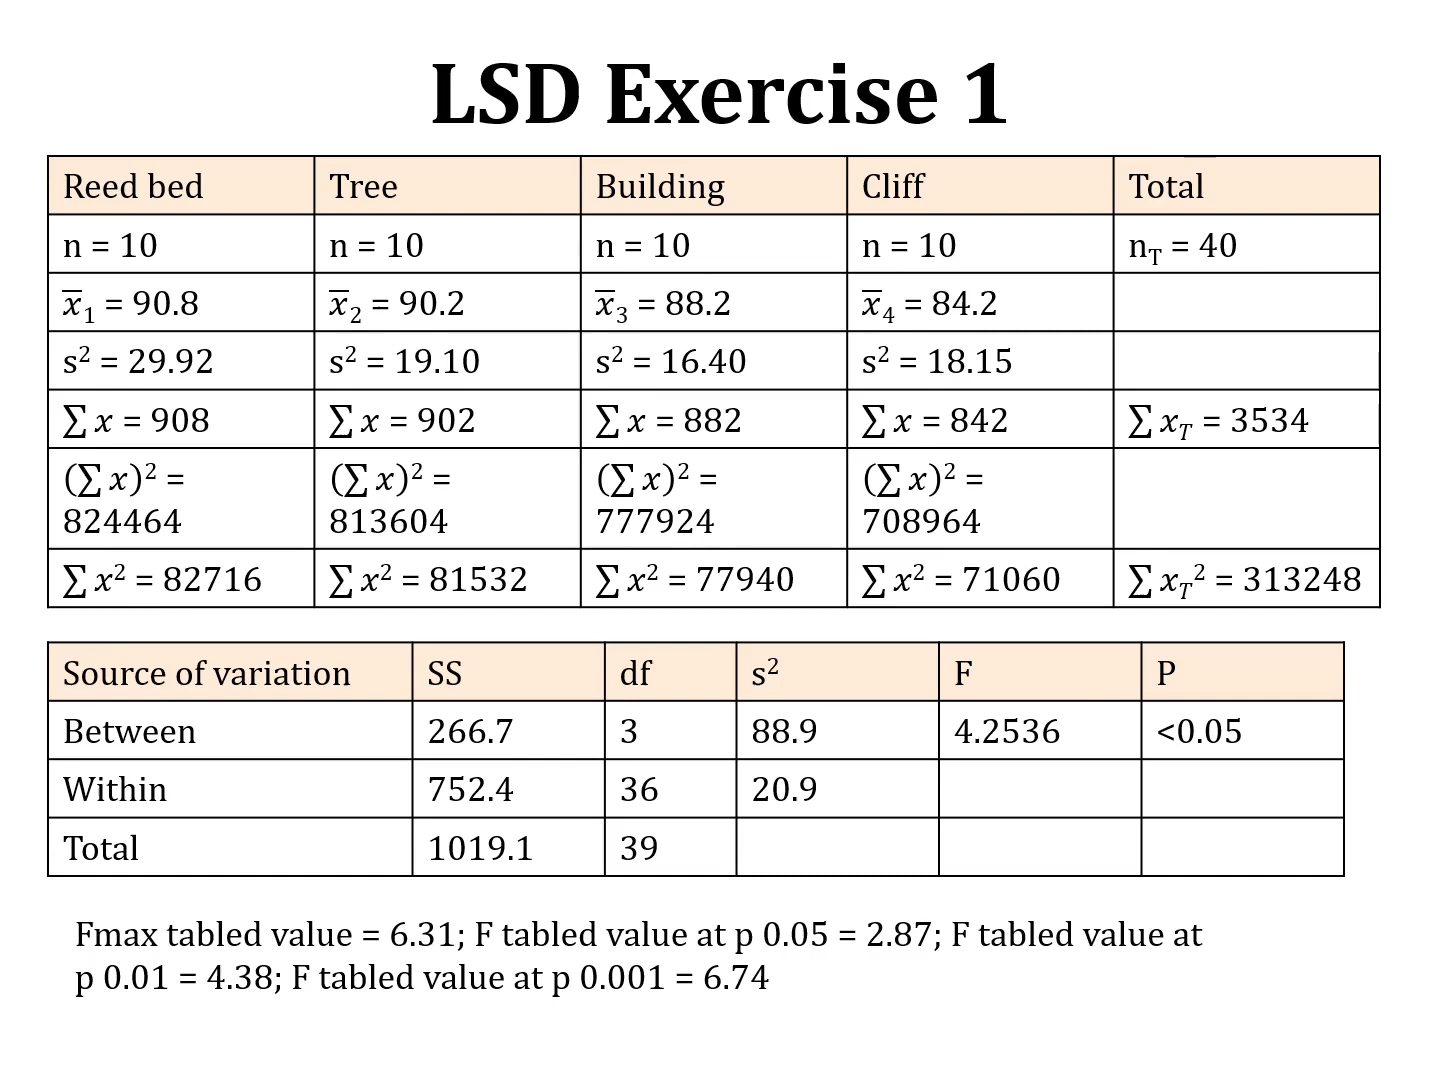 LSD Exercise 1
Reed bed Tree Building Cliff Total
n = 10 n = 10 n = 10 n = 10 n_T = 40
x̅₁ = 90.8 x̅₂ = 90.2 x̅₃ = 88.2 x̅₄ = 84.2
s² = 29.92 s² = 19.10 s² = 16.40 s² = 18.15
∑ x = 908 ∑ x = 902 ∑ x = 882 ∑ x = 842 ∑ x_T = 3534
(∑ x)² = (∑ x)² = (∑ x)² = (∑ x)² =
824464 813604 777924 708964
∑ x² = 82716 ∑ x² = 81532 ∑ x² = 77940 ∑ x² = 71060 ∑ x_T² = 313248
Source of variation SS df s² F P
Between 266.7 3 88.9 4.2536 <0.05
Within 752.4 36 20.9
Total 1019.1 39
Fmax tabled value = 6.31; F tabled value at p 0.05 = 2.87; F tabled value at
p 0.01 = 4.38; F tabled value at p 0.001 = 6.74